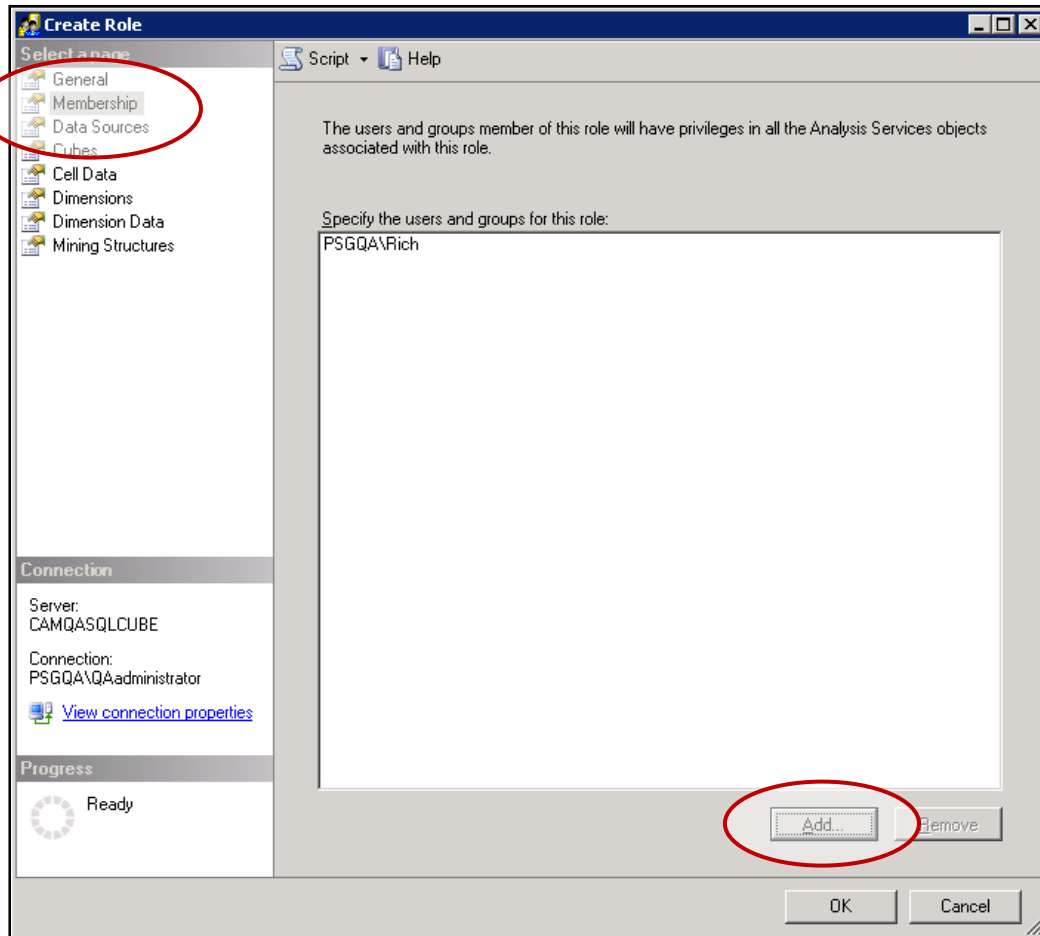 Create Role
Select a page
General
Membership
Data Sources
Cubes
Cell Data
Dimensions
Dimension Data
Mining Structures
Connection
Server:
CAMQASQLCUBE
Connection:
PSGQA\QAadministrator
View connection properties
Progress
Ready
Script
Help
The users and groups member of this role will have privileges in all the Analysis Services objects
associated with this role.
Specify the users and groups for this role:
PSGQA\Rich
Add...
Remove
OK
Cancel